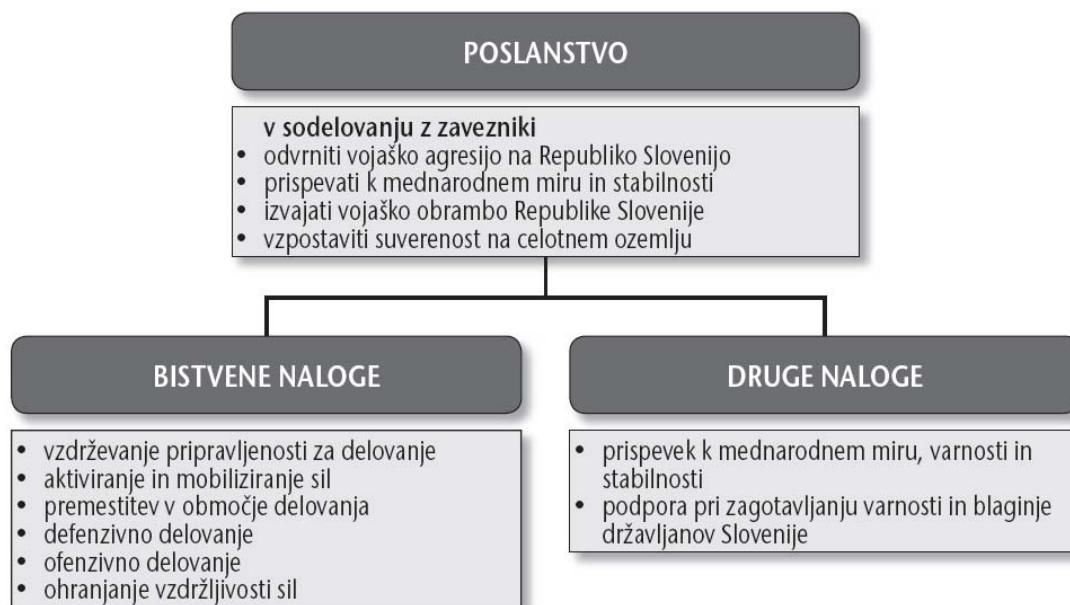 POSLANSTVO
v sodelovanju z zavezniki
• odvrniti vojaško agresijo na Republiko Slovenijo
• prispevati k mednarodnem miru in stabilnosti
• izvajati vojaško obrambo Republike Slovenije
• vzpostaviti suverenost na celotnem ozemlju
BISTVENE NALOGE
• vzdrževanje pripravljenosti za delovanje
• aktiviranje in mobiliziranje sil
• premestitev v območje delovanja
• defenzivno delovanje
• ofenzivno delovanje
• ohranjanje vzdržljivosti sil
DRUGE NALOGE
• prispevek k mednarodnem miru, varnosti in
stabilnosti
• podpora pri zagotavljanju varnosti in blaginje
državljanov Slovenije